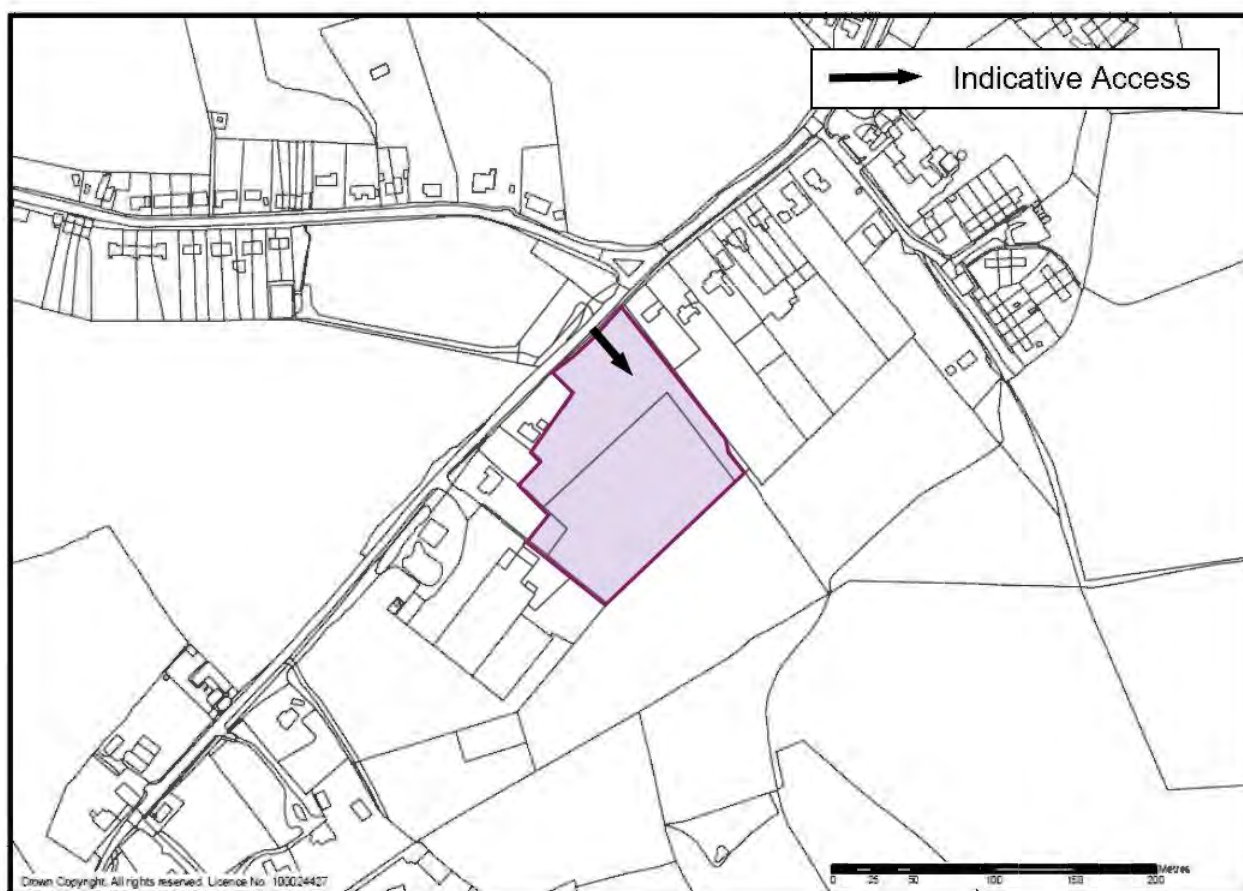 Indicative Access
Crown Copyright. All rights reserved. Licence No. 100024427
Metres
0 25 50 100 150 200